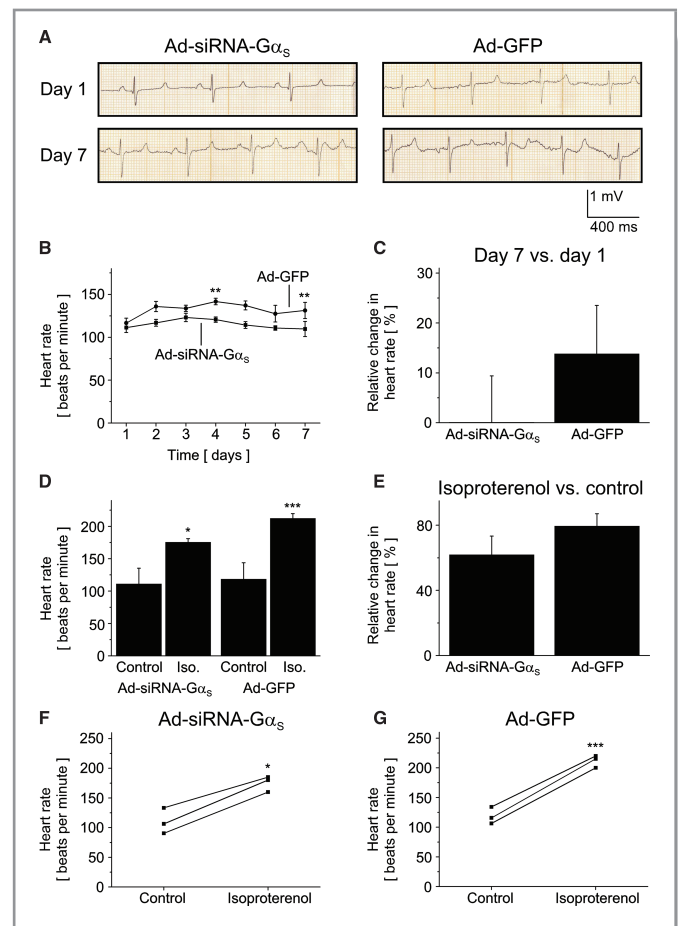 A
Ad-siRNA-Gαs
Ad-GFP
Day 1
Day 7
1 mV
400 ms
B
Heart rate
[ beats per minute ]
150
100
50
0
**
Ad-GFP
**
Ad-siRNA-Gαs
1 2 3 4 5 6 7
Time [ days ]
C
Day 7 vs. day 1
Relative change in
heart rate [ % ]
30
20
10
0
Ad-siRNA-Gαs
Ad-GFP
D
Heart rate
[ beats per minute ]
200
150
100
50
0
*
***
Control Iso. Control Iso.
Ad-siRNA-Gαs Ad-GFP
E
Isoproterenol vs. control
Relative change in
heart rate [ % ]
80
40
0
Ad-siRNA-Gαs
Ad-GFP
F
Ad-siRNA-Gαs
Heart rate
[ beats per minute ]
250
200
150
100
50
0
*
Control Isoproterenol
G
Ad-GFP
Heart rate
[ beats per minute ]
250
200
150
100
50
0
***
Control Isoproterenol